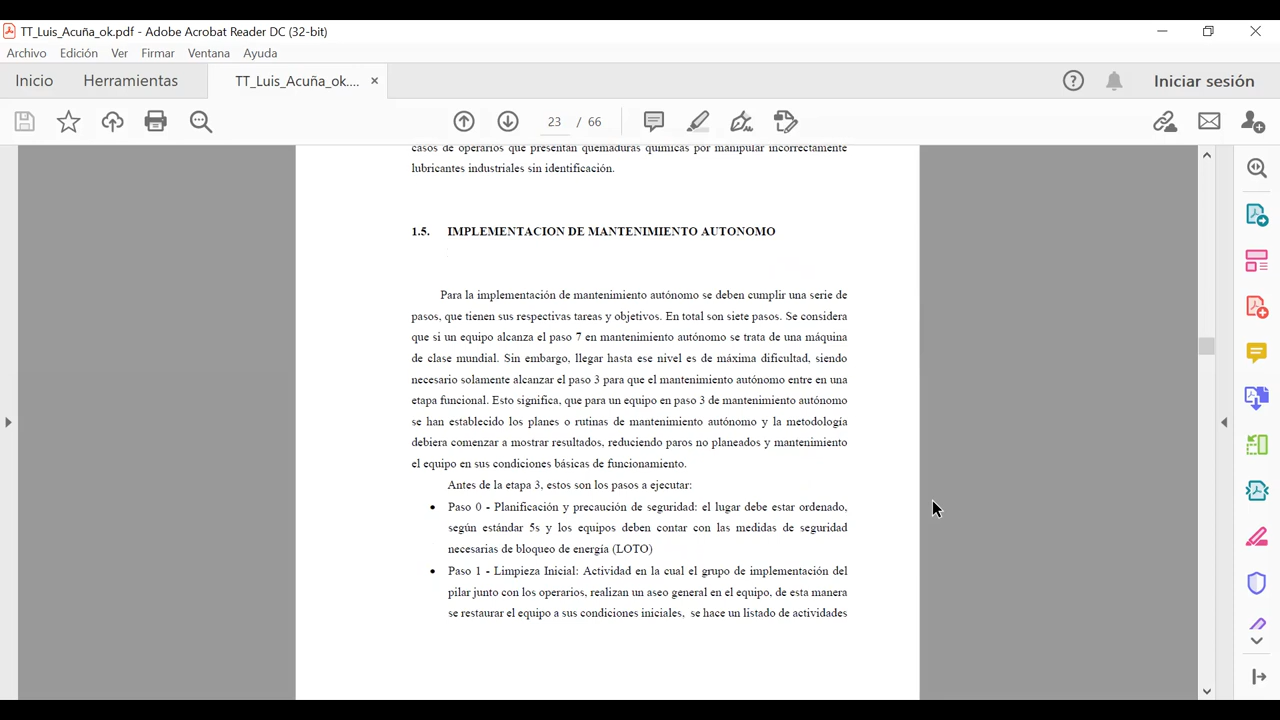 TT_Luis_Acuña_ok.pdf - Adobe Acrobat Reader DC (32-bit)
Archivo Edición Ver Firmar Ventana Ayuda
Inicio Herramientas TT_Luis_Acuña_ok.... × Iniciar sesión
23 / 66
casos de operarios que presentan quemaduras químicas por manipular incorrectamente
lubricantes industriales sin identificación.
1.5. IMPLEMENTACION DE MANTENIMIENTO AUTONOMO
Para la implementación de mantenimiento autónomo se deben cumplir una serie de
pasos, que tienen sus respectivas tareas y objetivos. En total son siete pasos. Se considera
que si un equipo alcanza el paso 7 en mantenimiento autónomo se trata de una máquina
de clase mundial. Sin embargo, llegar hasta ese nivel es de máxima dificultad, siendo
necesario solamente alcanzar el paso 3 para que el mantenimiento autónomo entre en una
etapa funcional. Esto significa, que para un equipo en paso 3 de mantenimiento autónomo
se han establecido los planes o rutinas de mantenimiento autónomo y la metodología
debiera comenzar a mostrar resultados, reduciendo paros no planeados y mantenimiento
el equipo en sus condiciones básicas de funcionamiento.
Antes de la etapa 3, estos son los pasos a ejecutar:
• Paso 0 - Planificación y precaución de seguridad: el lugar debe estar ordenado,
según estándar 5s y los equipos deben contar con las medidas de seguridad
necesarias de bloqueo de energía (LOTO)
• Paso 1 - Limpieza Inicial: Actividad en la cual el grupo de implementación del
pilar junto con los operarios, realizan un aseo general en el equipo, de esta manera
se restaurar el equipo a sus condiciones iniciales, se hace un listado de actividades